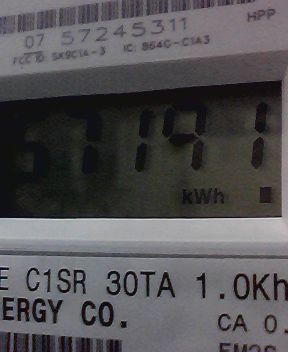 07 57245311
HPP
FCC ID: SK9C1A-3 IC: 864G-C1A3
57191
kWh
E C1SR 30TA 1.0Kh
ERGY CO.
CA 0.